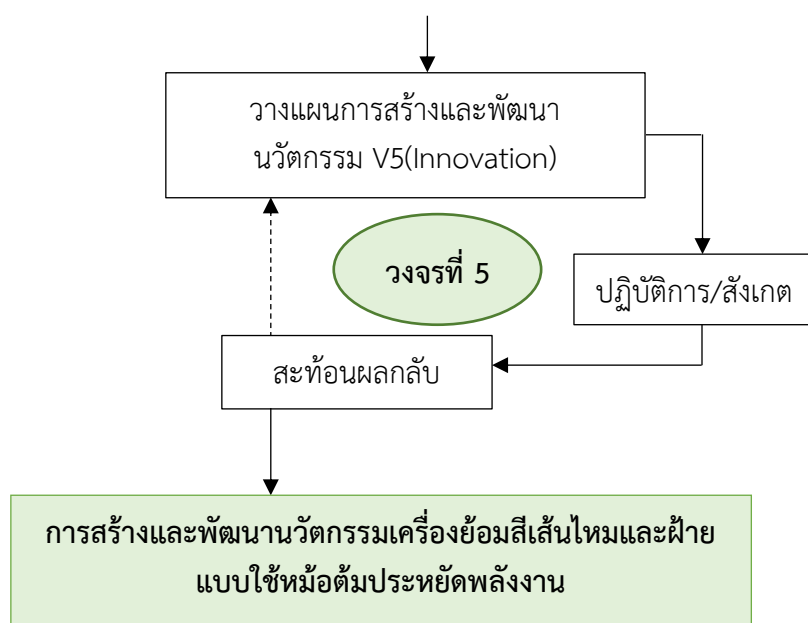 วางแผนการสร้างและพัฒนา
นวัตกรรม V5(Innovation)
วงจรที่ 5
ปฏิบัติการ/สังเกต
สะท้อนผลกลับ
การสร้างและพัฒนานวัตกรรมเครื่องย้อมสีเส้นไหมและฝ้าย
แบบใช้หม้อต้มประหยัดพลังงาน